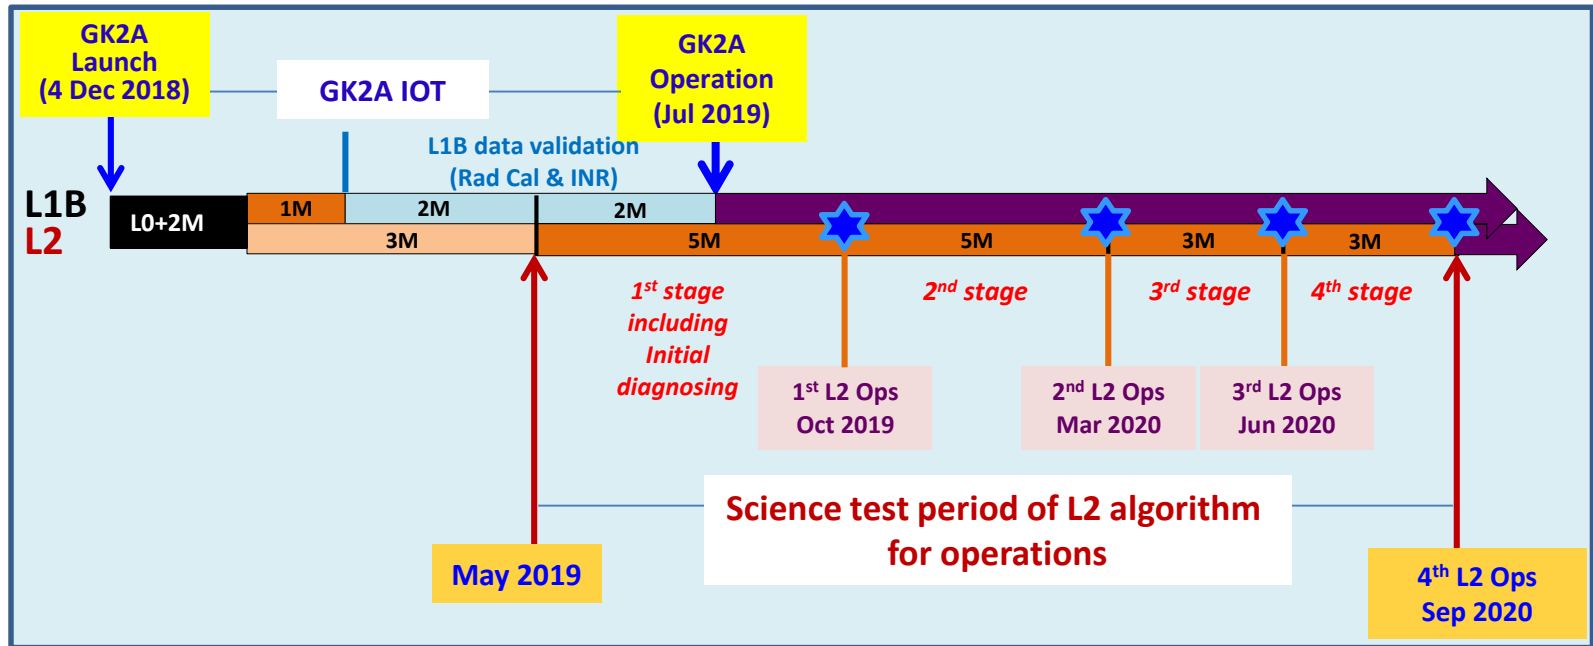 GK2A
Launch
(4 Dec 2018)
GK2A IOT
GK2A
Operation
(Jul 2019)
L1B data validation
(Rad Cal & INR)
L1B
L2
L0+2M
1M
2M
2M
3M
5M
5M
3M
3M
1st stage
including
Initial
diagnosing
2nd stage
3rd stage
4th stage
1st L2 Ops
Oct 2019
2nd L2 Ops
Mar 2020
3rd L2 Ops
Jun 2020
Science test period of L2 algorithm
for operations
May 2019
4th L2 Ops
Sep 2020